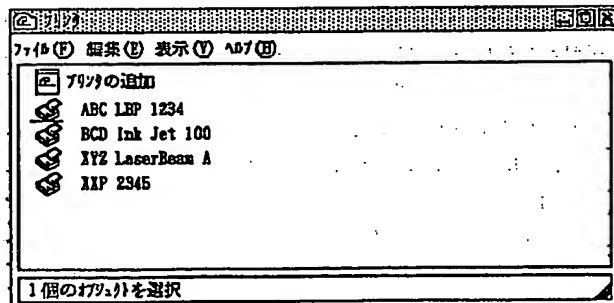 プリンタ
ファイル(F) 編集(E) 表示(V) ヘルプ(H)
プリンタの追加
ABC LBP 1234
BCD Ink Jet 100
XYZ LaserBeam A
XXP 2345
1個のオブジェクトを選択